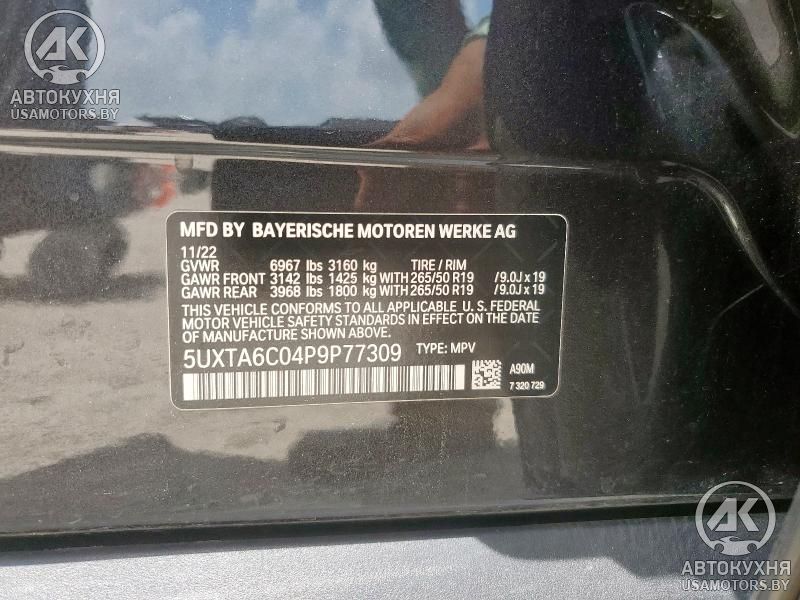 AK
АВТОКУХНЯ
USAMOTORS.BY
MFD BY BAYERISCHE MOTOREN WERKE AG
11/22
GVWR 6967 lbs 3160 kg TIRE / RIM
GAWR FRONT 3142 lbs 1425 kg WITH 265/50 R19 /9.0J x 19
GAWR REAR 3968 lbs 1800 kg WITH 265/50 R19 /9.0J x 19
THIS VEHICLE CONFORMS TO ALL APPLICABLE U. S. FEDERAL
MOTOR VEHICLE SAFETY STANDARDS IN EFFECT ON THE
DATE OF MANUFACTURE SHOWN ABOVE.
5UXTA6C04P9P77309 TYPE: MPV
A90M
7 320 729
AK
АВТОКУХНЯ
USAMOTORS.BY